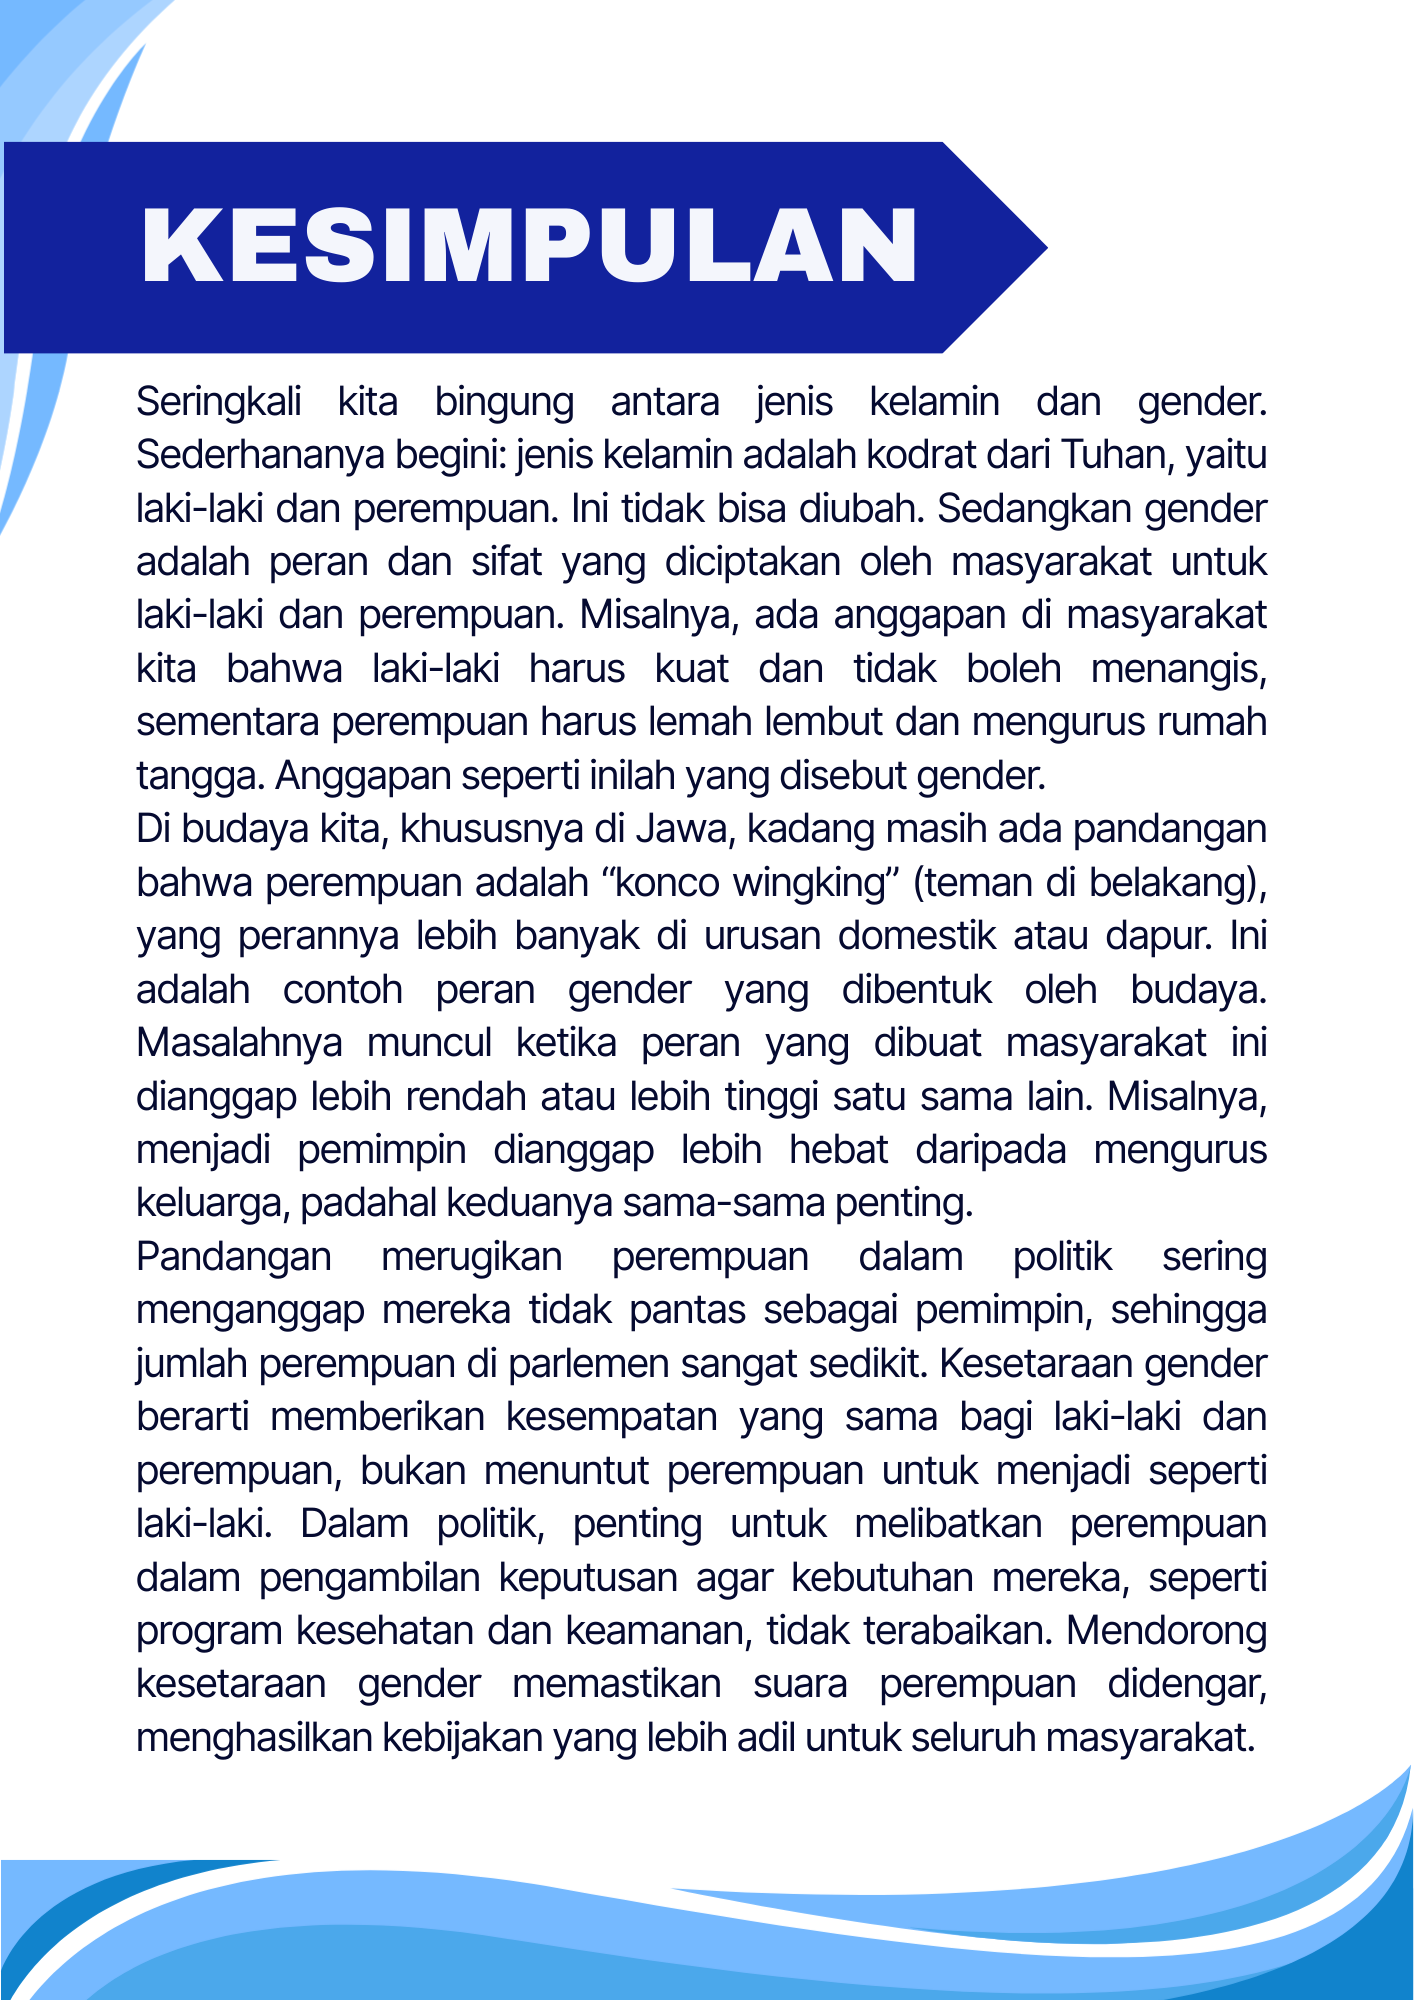 KESIMPULAN
Seringkali kita bingung antara jenis kelamin dan gender.
Sederhananya begini: jenis kelamin adalah kodrat dari Tuhan, yaitu
laki-laki dan perempuan. Ini tidak bisa diubah. Sedangkan gender
adalah peran dan sifat yang diciptakan oleh masyarakat untuk
laki-laki dan perempuan. Misalnya, ada anggapan di masyarakat
kita bahwa laki-laki harus kuat dan tidak boleh menangis,
sementara perempuan harus lemah lembut dan mengurus rumah
tangga. Anggapan seperti inilah yang disebut gender.
Di budaya kita, khususnya di Jawa, kadang masih ada pandangan
bahwa perempuan adalah “konco wingking” (teman di belakang),
yang perannya lebih banyak di urusan domestik atau dapur. Ini
adalah contoh peran gender yang dibentuk oleh budaya.
Masalahnya muncul ketika peran yang dibuat masyarakat ini
dianggap lebih rendah atau lebih tinggi satu sama lain. Misalnya,
menjadi pemimpin dianggap lebih hebat daripada mengurus
keluarga, padahal keduanya sama-sama penting.
Pandangan merugikan perempuan dalam politik sering
menganggap mereka tidak pantas sebagai pemimpin, sehingga
jumlah perempuan di parlemen sangat sedikit. Kesetaraan gender
berarti memberikan kesempatan yang sama bagi laki-laki dan
perempuan, bukan menuntut perempuan untuk menjadi seperti
laki-laki. Dalam politik, penting untuk melibatkan perempuan
dalam pengambilan keputusan agar kebutuhan mereka, seperti
program kesehatan dan keamanan, tidak terabaikan. Mendorong
kesetaraan gender memastikan suara perempuan didengar,
menghasilkan kebijakan yang lebih adil untuk seluruh masyarakat.